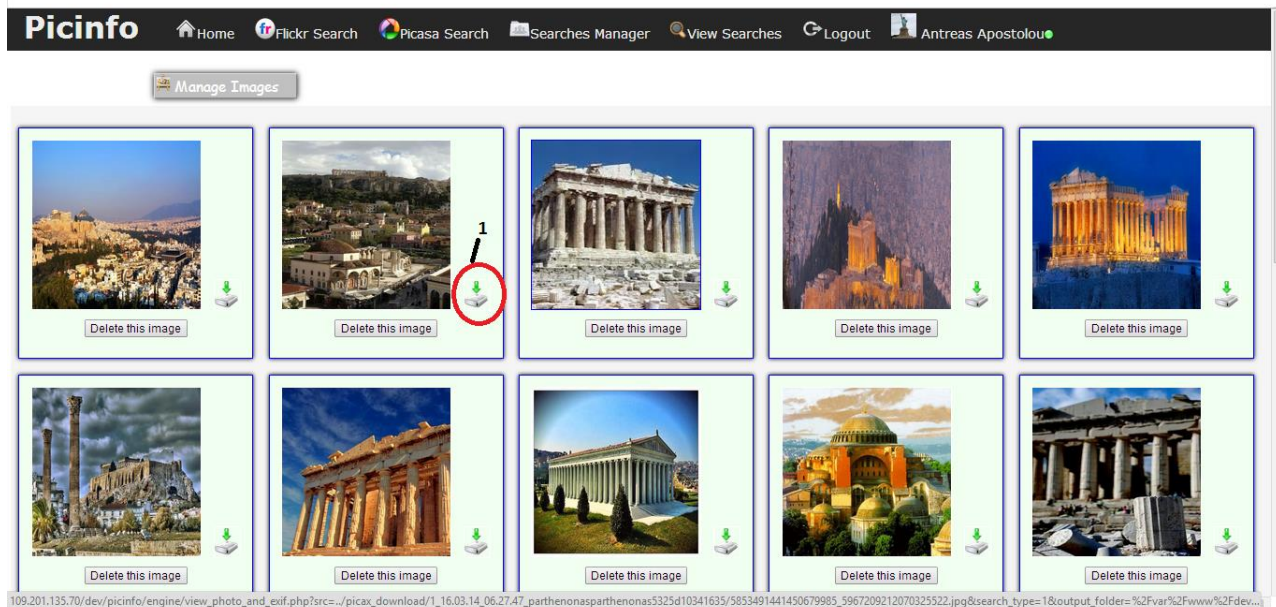 Picinfo Home Flickr Search Picasa Search Searches Manager View Searches Logout Antreas Apostolou
Manage Images
1
Delete this image Delete this image Delete this image Delete this image Delete this image
Delete this image Delete this image Delete this image Delete this image Delete this image
109.201.135.70/dev/picinfo/engine/view_photo_and_exif.php?src=../picax_download/1_16.03.14_06.27.47_parthenonasparthenonas5325d10341635/5853491441450679985_5967209212070325522.jpg&search_type=1&output_folder=%2Fvar%2Fwww%2Fdev...